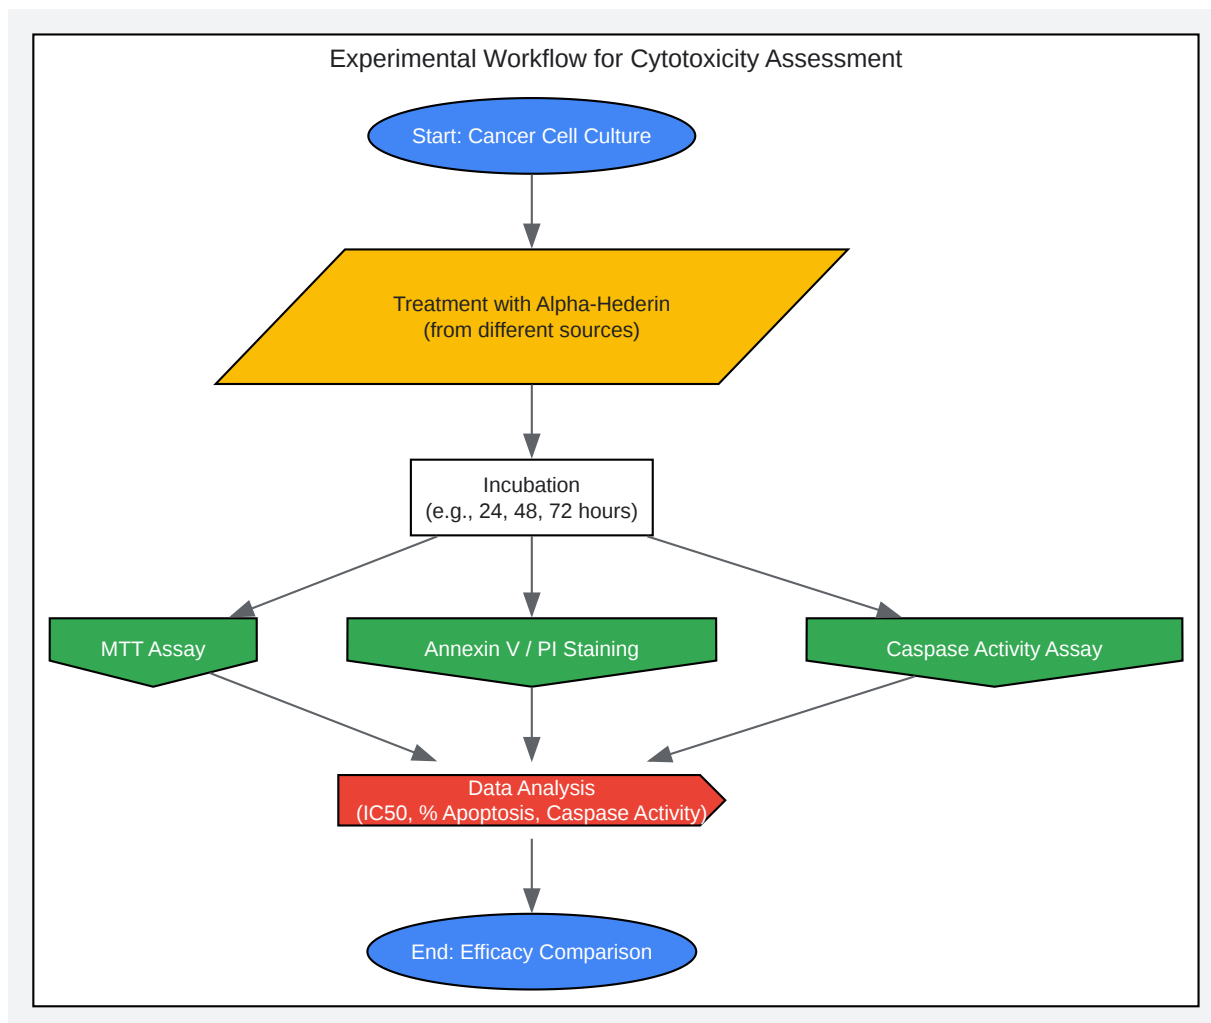 Experimental Workflow for Cytotoxicity Assessment
Start: Cancer Cell Culture
Treatment with Alpha-Hederin
(from different sources)
Incubation
(e.g., 24, 48, 72 hours)
MTT Assay
Annexin V / PI Staining
Caspase Activity Assay
Data Analysis
(IC50, % Apoptosis, Caspase Activity)
End: Efficacy Comparison